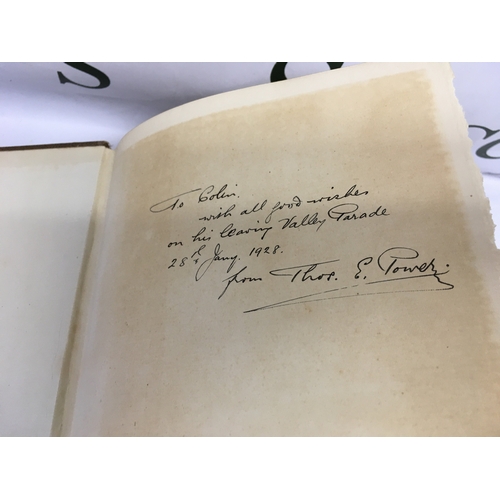 To Colin.
with all good wishes
on his leaving Valley Parade
28th Jany. 1928.
from Thos. E. Power.